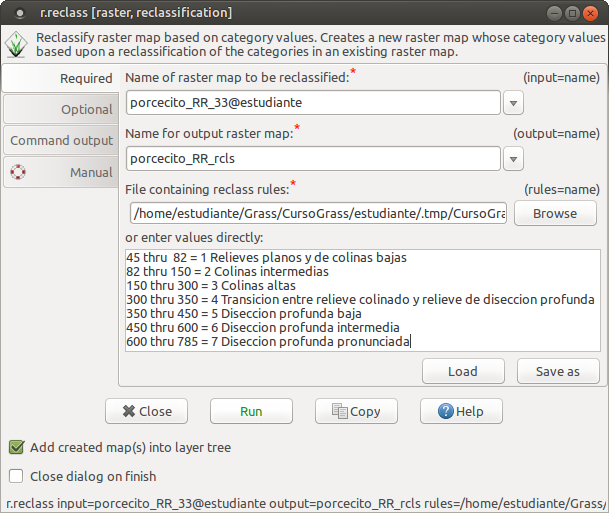 r.reclass [raster, reclassification]
Reclassify raster map based on category values. Creates a new raster map whose category values
based upon a reclassification of the categories in an existing raster map.
Required
Optional
Command output
Manual
Name of raster map to be reclassified:* (input=name)
porcecito_RR_33@estudiante
Name for output raster map:* (output=name)
porcecito_RR_rcls
File containing reclass rules:* (rules=name)
/home/estudiante/Grass/CursoGrass/estudiante/.tmp/CursoGra Browse
or enter values directly:
45 thru  82 = 1 Relieves planos y de colinas bajas
82 thru 150 = 2 Colinas intermedias
150 thru 300 = 3 Colinas altas
300 thru 350 = 4 Transicion entre relieve colinado y relieve de diseccion profunda
350 thru 450 = 5 Diseccion profunda baja
450 thru 600 = 6 Diseccion profunda intermedia
600 thru 785 = 7 Diseccion profunda pronunciada
Load Save as
Close Run Copy Help
Add created map(s) into layer tree
Close dialog on finish
r.reclass input=porcecito_RR_33@estudiante output=porcecito_RR_rcls rules=/home/estudiante/Grass/